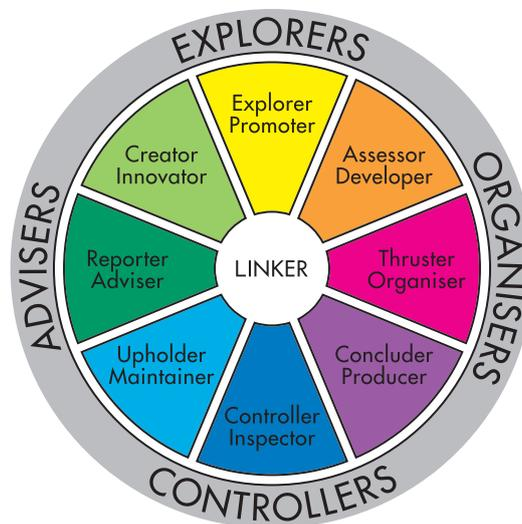 EXPLORERS
Explorer
Promoter
Creator
Innovator
Assessor
Developer
ORGANISERS
ADVISERS
Reporter
Adviser
LINKER
Thruster
Organiser
Upholder
Maintainer
Concluder
Producer
Controller
Inspector
CONTROLLERS